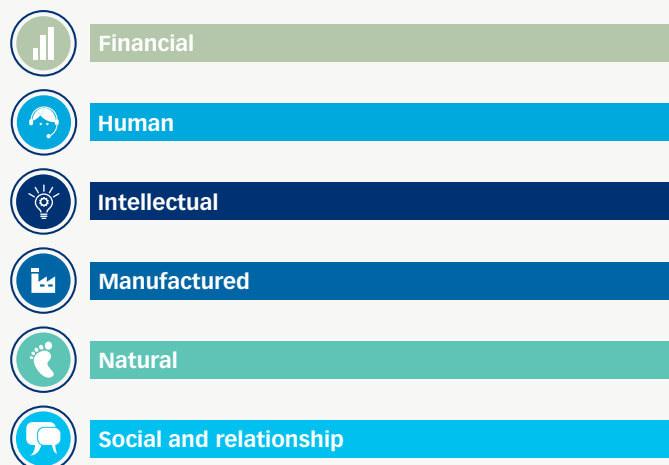 Financial
Human
Intellectual
Manufactured
Natural
Social and relationship